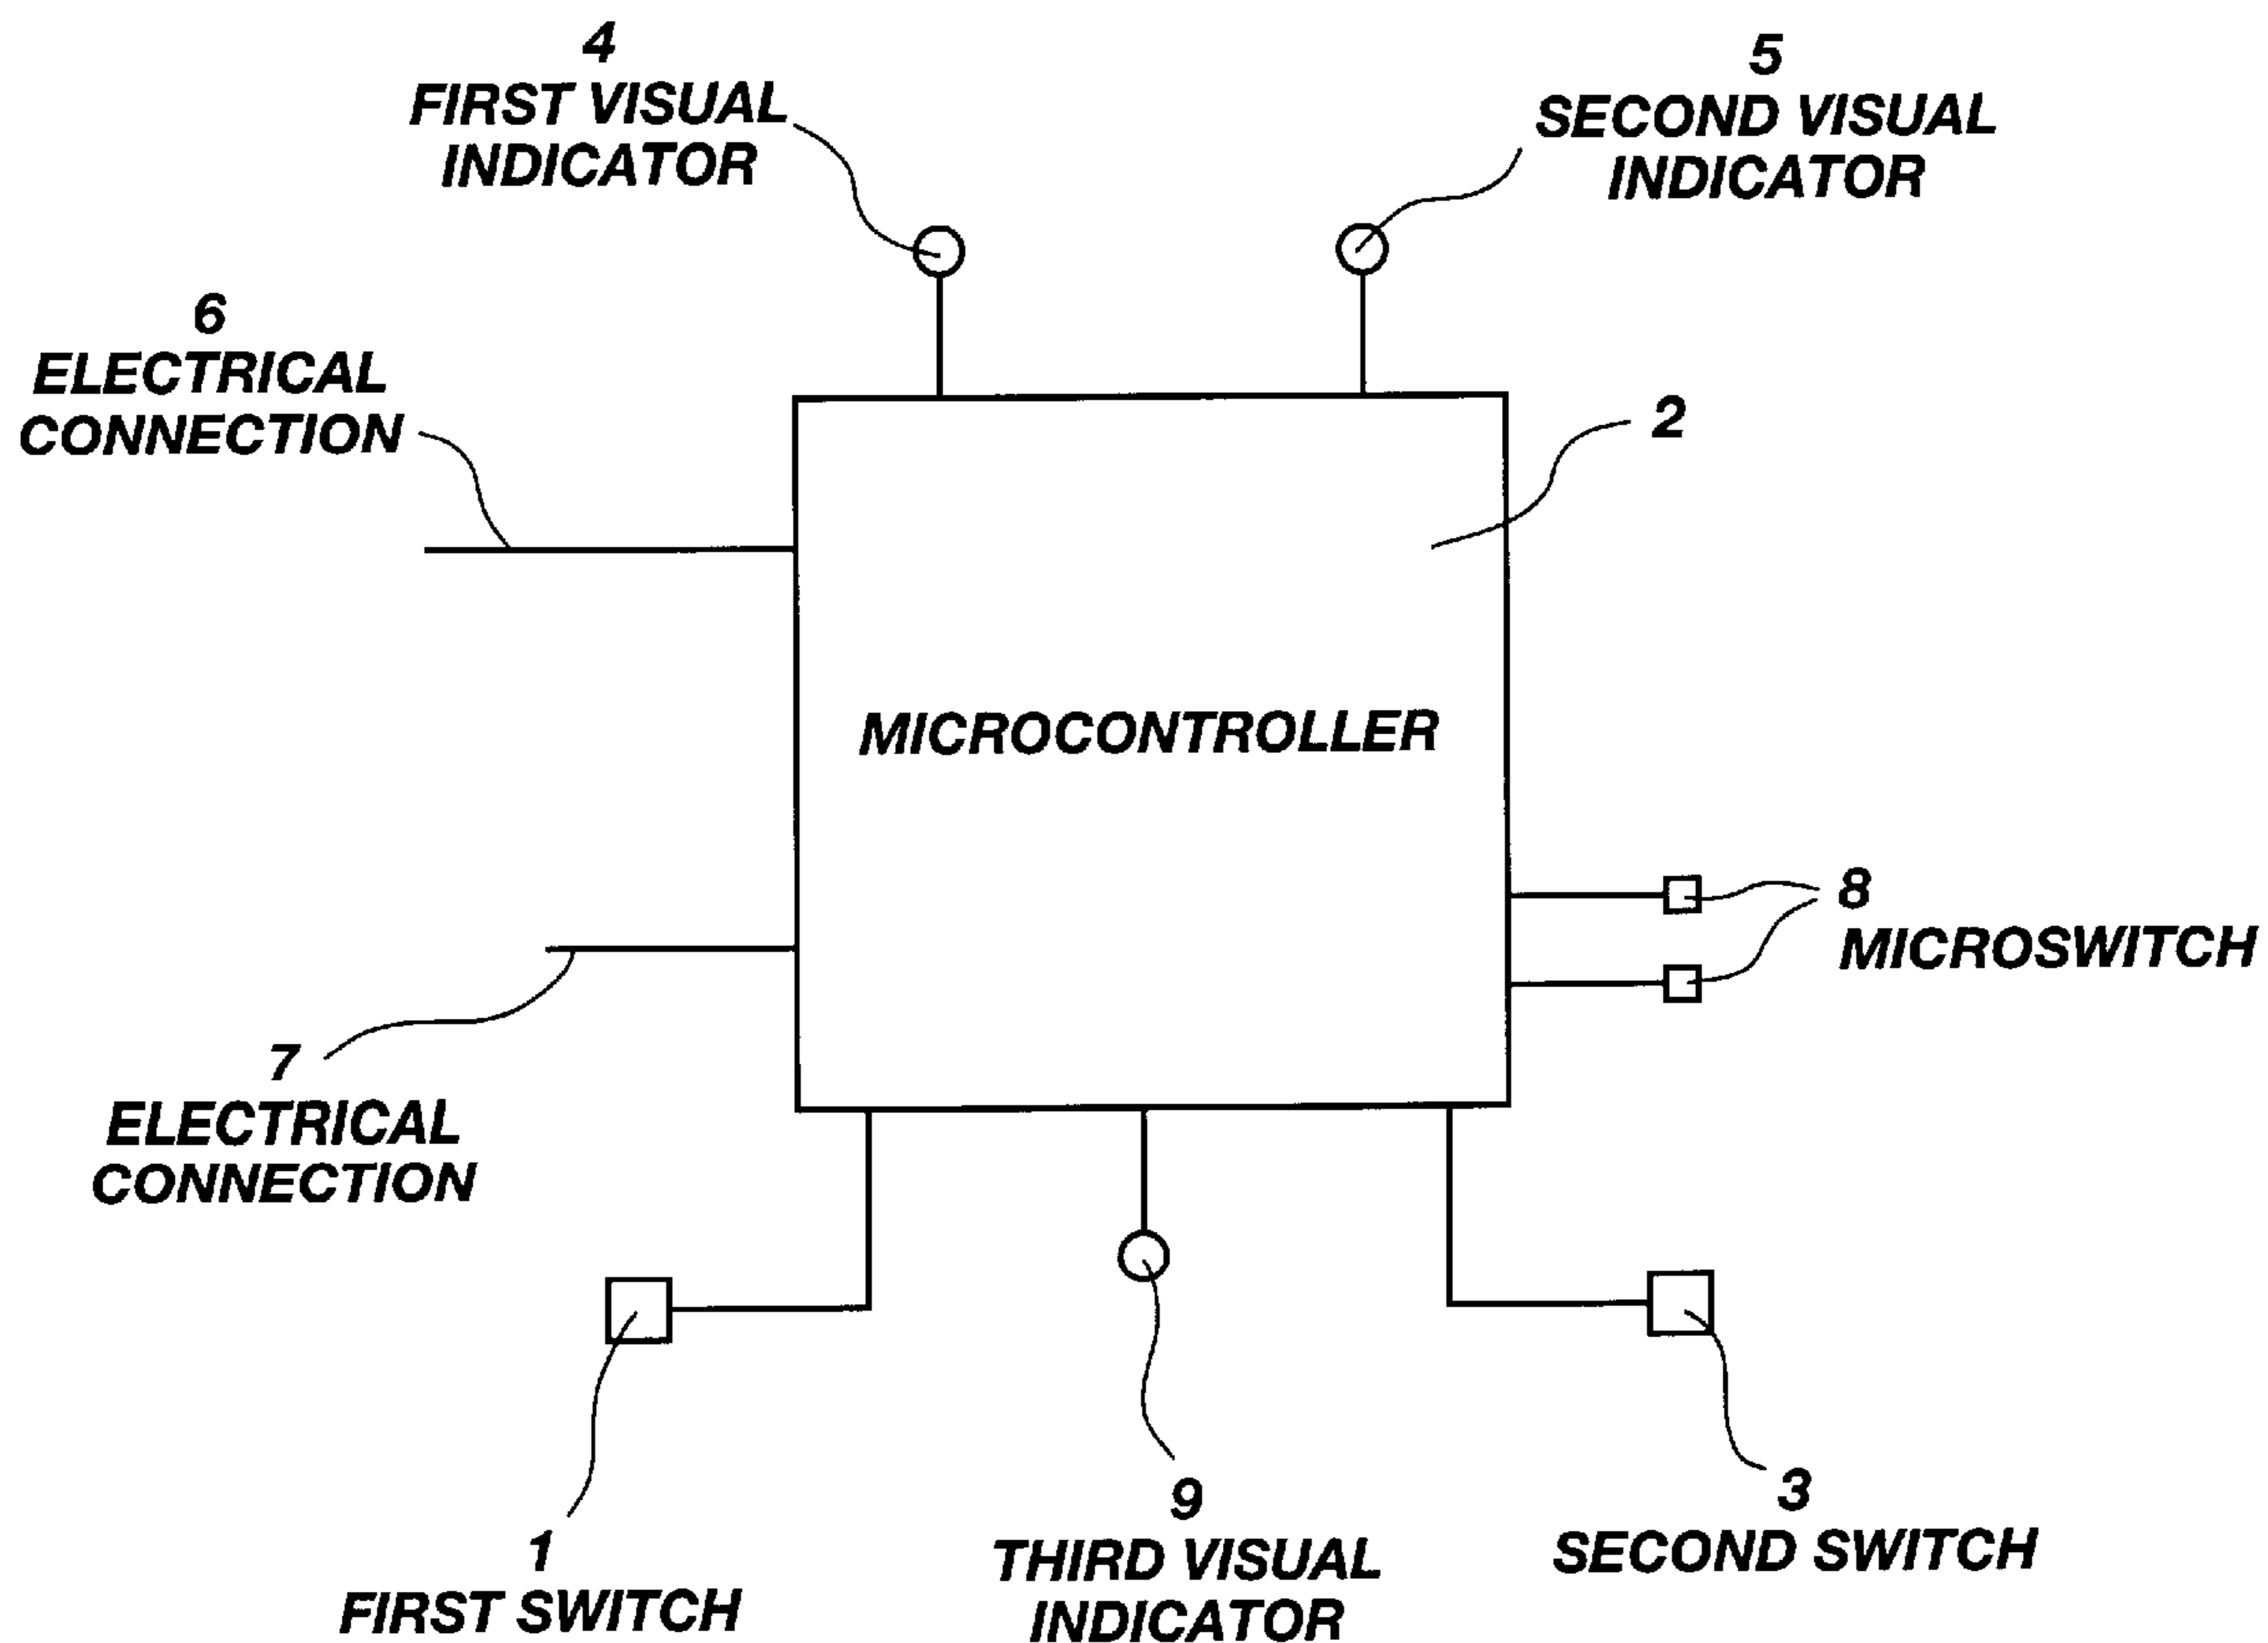 4
FIRST VISUAL
INDICATOR
5
SECOND VISUAL
INDICATOR
6
ELECTRICAL
CONNECTION
2
MICROCONTROLLER
8
MICROSWITCH
7
ELECTRICAL
CONNECTION
1
FIRST SWITCH
9
THIRD VISUAL
INDICATOR
3
SECOND SWITCH